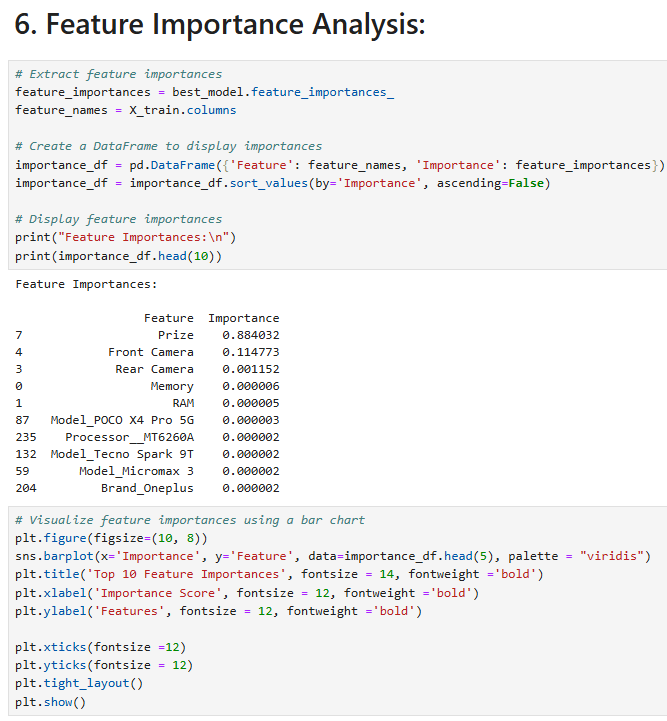 6. Feature Importance Analysis:
# Extract feature importances
feature_importances = best_model.feature_importances_
feature_names = X_train.columns
# Create a DataFrame to display importances
importance_df = pd.DataFrame({'Feature': feature_names, 'Importance': feature_importances})
importance_df = importance_df.sort_values(by='Importance', ascending=False)
# Display feature importances
print("Feature Importances:\n")
print(importance_df.head(10))
Feature Importances:
Feature Importance
7 Prize 0.884032
4 Front Camera 0.114773
3 Rear Camera 0.001152
0 Memory 0.000006
1 RAM 0.000005
87 Model_POCO X4 Pro 5G 0.000003
235 Processor__MT6260A 0.000002
132 Model_Tecno Spark 9T 0.000002
59 Model_Micromax 3 0.000002
204 Brand_Oneplus 0.000002
# Visualize feature importances using a bar chart
plt.figure(figsize=(10, 8))
sns.barplot(x='Importance', y='Feature', data=importance_df.head(5), palette = "viridis")
plt.title('Top 10 Feature Importances', fontsize = 14, fontweight ='bold')
plt.xlabel('Importance Score', fontsize = 12, fontweight ='bold')
plt.ylabel('Features', fontsize = 12, fontweight ='bold')
plt.xticks(fontsize =12)
plt.yticks(fontsize = 12)
plt.tight_layout()
plt.show()